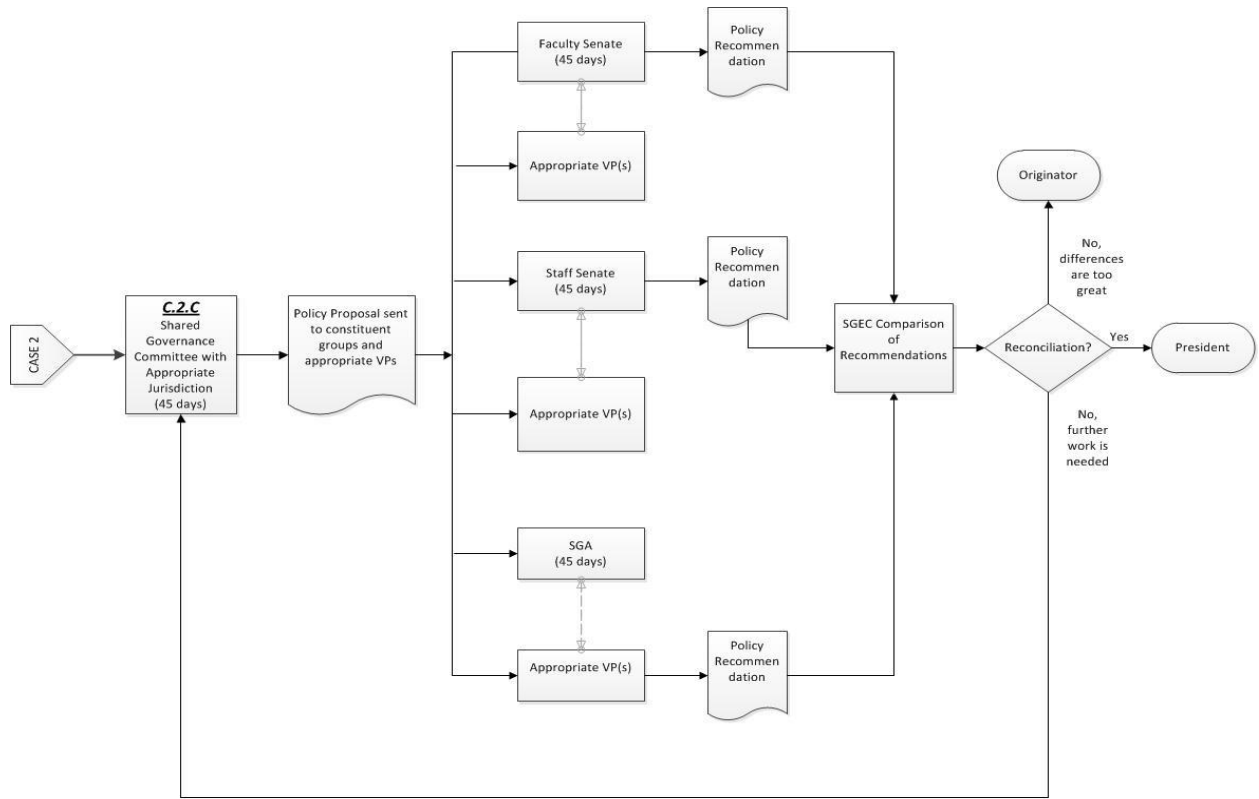 CASE 2
C.2.C
Shared
Governance
Committee with
Appropriate
Jurisdiction
(45 days)
Policy Proposal sent
to constituent
groups and
appropriate VPs
Faculty Senate
(45 days)
Policy
Recommen
dation
Appropriate VP(s)
Staff Senate
(45 days)
Policy
Recommen
dation
Appropriate VP(s)
SGA
(45 days)
Appropriate VP(s)
Policy
Recommen
dation
SGEC Comparison
of
Recommendations
Reconciliation?
Originator
No,
differences
are too
great
Yes
President
No,
further
work is
needed